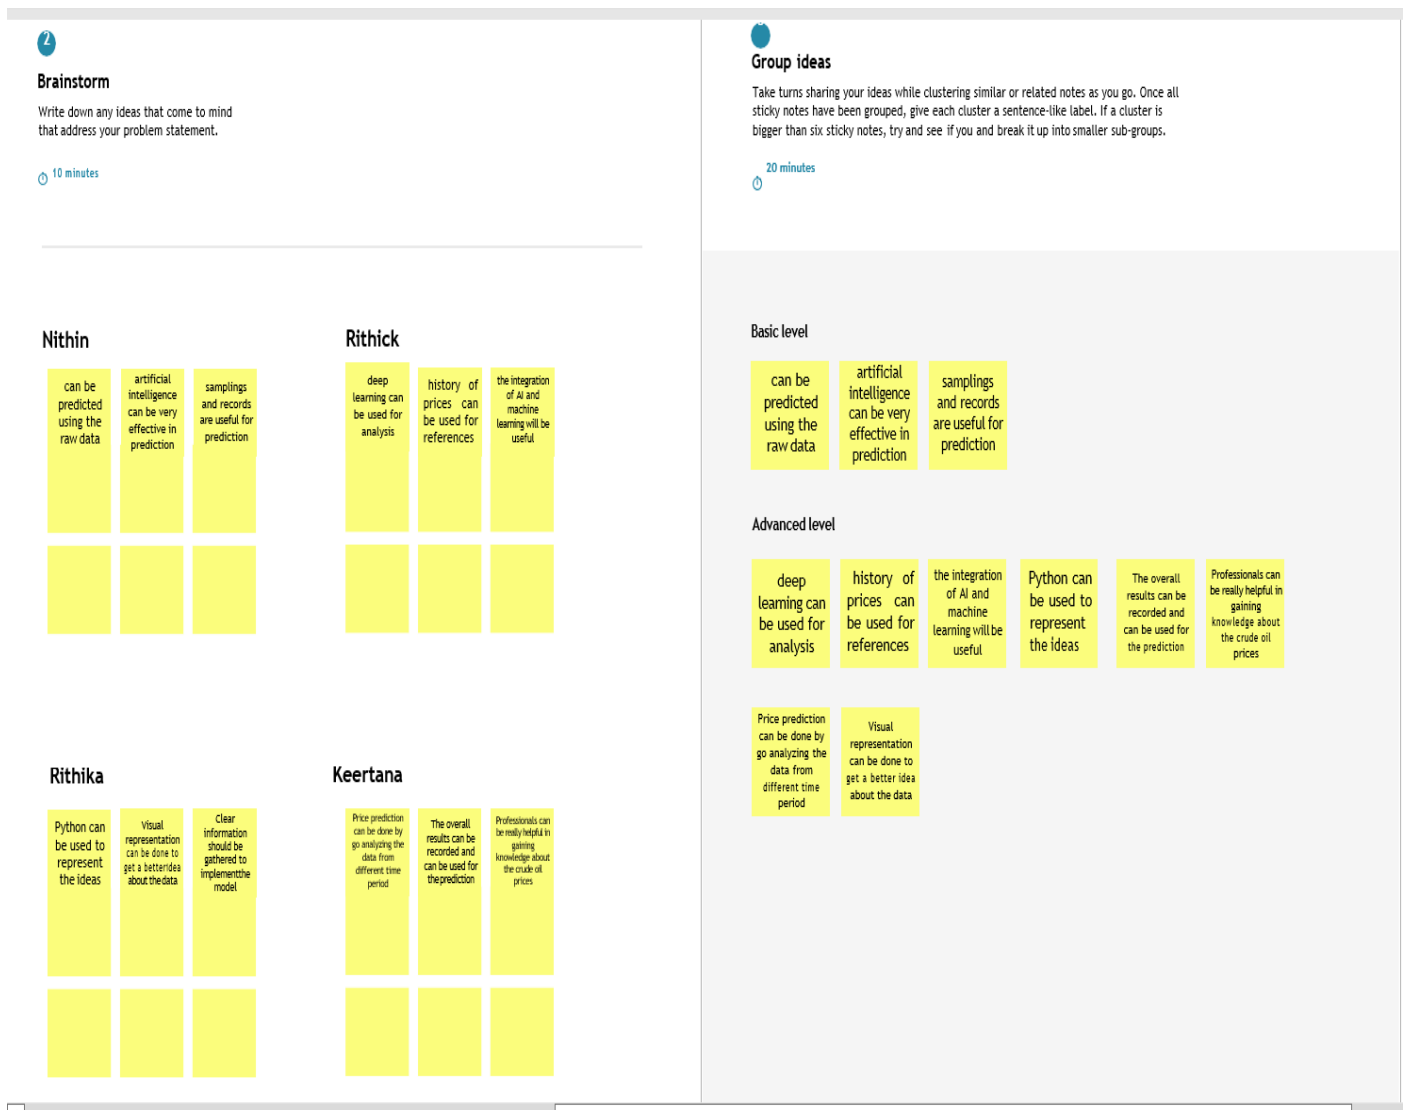 2
Brainstorm
Write down any ideas that come to mind
that address your problem statement.
10 minutes
Nithin
can be
predicted
using the
raw data
artificial
intelligence
can be very
effective in
prediction
samplings
and records
are useful for
prediction
Rithick
deep
learning can
be used for
analysis
history of
prices can
be used for
references
the integration
of AI and
machine
learning will be
useful
Rithika
Python can
be used to
represent
the ideas
Visual
representation
can be done to
get a betteridea
about thedata
Clear
information
should be
gathered to
implementthe
model
Keertana
Price prediction
can be done by
go analyzing the
data from
different time
period
The overall
results can be
recorded and
can be used for
theprediction
Professionals can
be really helpful in
gaining
knowledge about
the crude oil
prices
Group ideas
Take turns sharing your ideas while clustering similar or related notes as you go. Once all
sticky notes have been grouped, give each cluster a sentence-like label. If a cluster is
bigger than six sticky notes, try and see if you and break it up into smaller sub-groups.
20 minutes
Basic level
can be
predicted
using the
raw data
artificial
intelligence
can be very
effective in
prediction
samplings
and records
are useful for
prediction
Advanced level
deep
learning can
be used for
analysis
history of
prices can
be used for
references
the integration
of AI and
machine
learning will be
useful
Python can
be used to
represent
the ideas
The overall
results can be
recorded and
can be used for
the prediction
Professionals can
be really helpful in
gaining
knowledge about
the crude oil
prices
Price prediction
can be done by
go analyzing the
data from
different time
period
Visual
representation
can be done to
get a better idea
about the data